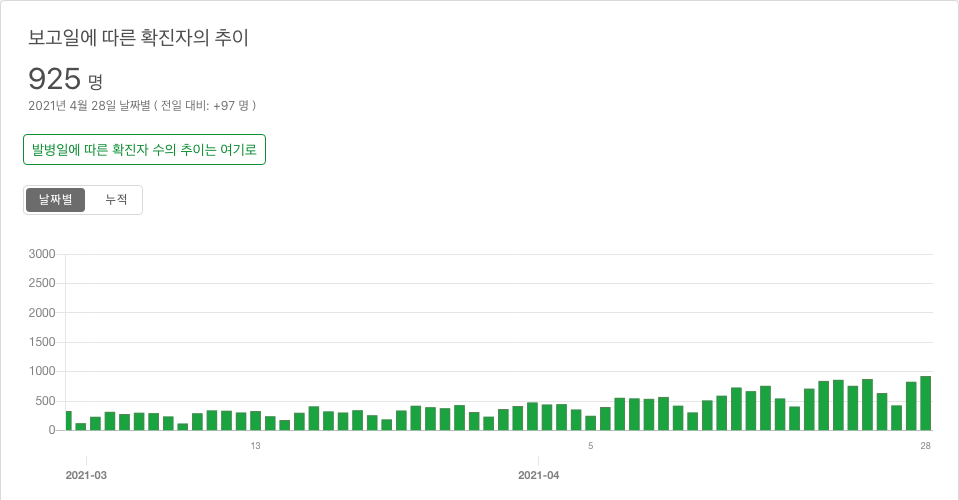 보고일에 따른 확진자의 추이
925 명
2021년 4월 28일 날짜별 ( 전일 대비: +97 명 )
발병일에 따른 확진자 수의 추이는 여기로
날짜별 누적
3000
2500
2000
1500
1000
500
0
13 5 28
2021-03 2021-04